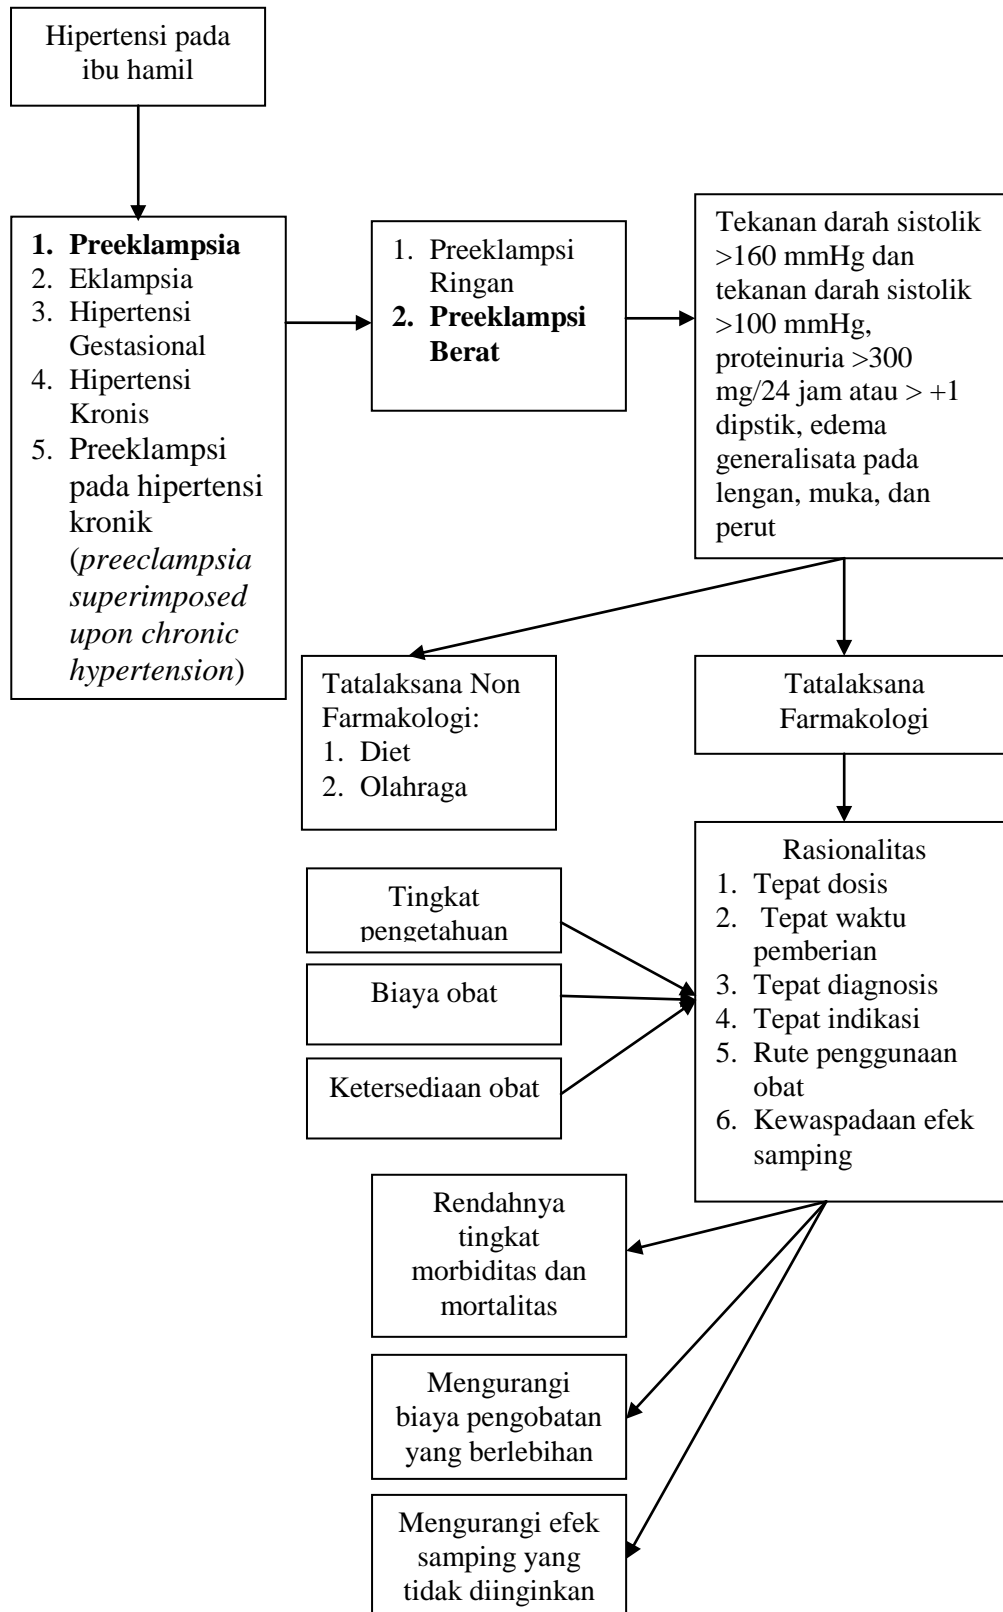 Hipertensi pada
ibu hamil
1. Preeklampsia
2. Eklampsia
3. Hipertensi
Gestasional
4. Hipertensi
Kronis
5. Preeklampsi
pada hipertensi
kronik
(preeclampsia
superimposed
upon chronic
hypertension)
1. Preeklampsi
Ringan
2. Preeklampsi
Berat
Tekanan darah sistolik
>160 mmHg dan
tekanan darah sistolik
>100 mmHg,
proteinuria >300
mg/24 jam atau > +1
dipstik, edema
generalisata pada
lengan, muka, dan
perut
Tatalaksana Non
Farmakologi:
1. Diet
2. Olahraga
Tatalaksana
Farmakologi
Rasionalitas
1. Tepat dosis
2. Tepat waktu
pemberian
3. Tepat diagnosis
4. Tepat indikasi
5. Rute penggunaan
obat
6. Kewaspadaan efek
samping
Tingkat
pengetahuan
Biaya obat
Ketersediaan obat
Rendahnya
tingkat
morbiditas dan
mortalitas
Mengurangi
biaya pengobatan
yang berlebihan
Mengurangi efek
samping yang
tidak diinginkan